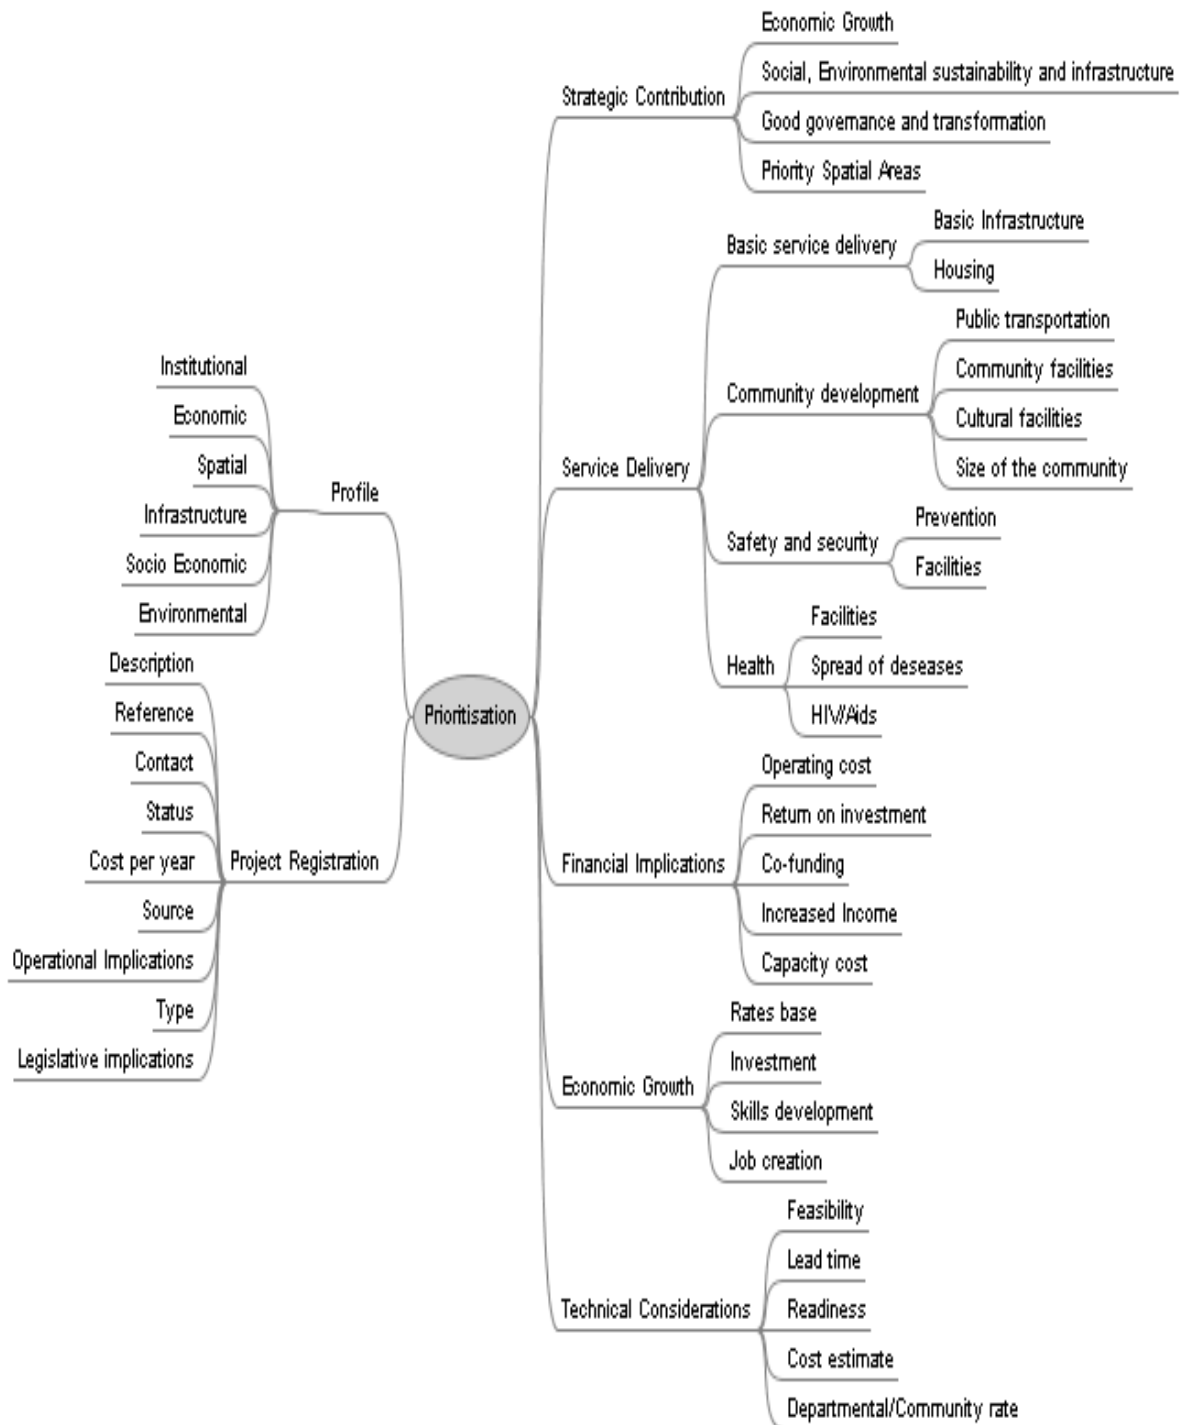 Economic Growth
Social, Environmental sustainability and infrastructure
Strategic Contribution
Good governance and transformation
Priority Spatial Areas
Basic Infrastructure
Basic service delivery
Housing
Public transportation
Community facilities
Community development
Cultural facilities
Size of the community
Service Delivery
Prevention
Safety and security
Facilities
Facilities
Health
Spread of deseases
HIV/Aids
Operating cost
Return on investment
Financial Implications
Co-funding
Increased Income
Capacity cost
Rates base
Investment
Economic Growth
Skills development
Job creation
Feasibility
Lead time
Technical Considerations
Readiness
Cost estimate
Departmental/Community rate
Prioritisation
Institutional
Economic
Spatial
Profile
Infrastructure
Socio Economic
Environmental
Description
Reference
Contact
Status
Cost per year
Project Registration
Source
Operational Implications
Type
Legislative implications